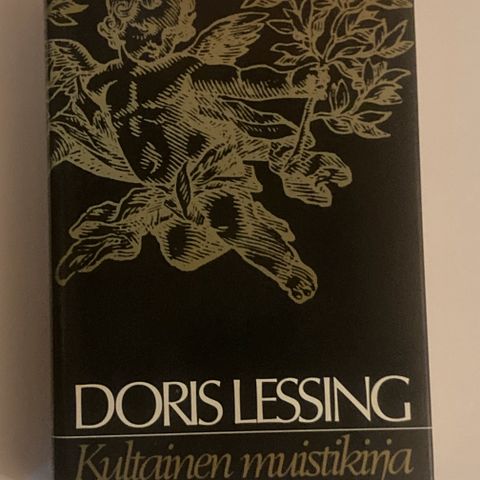 DORIS LESSING
Kultainen muistikirja